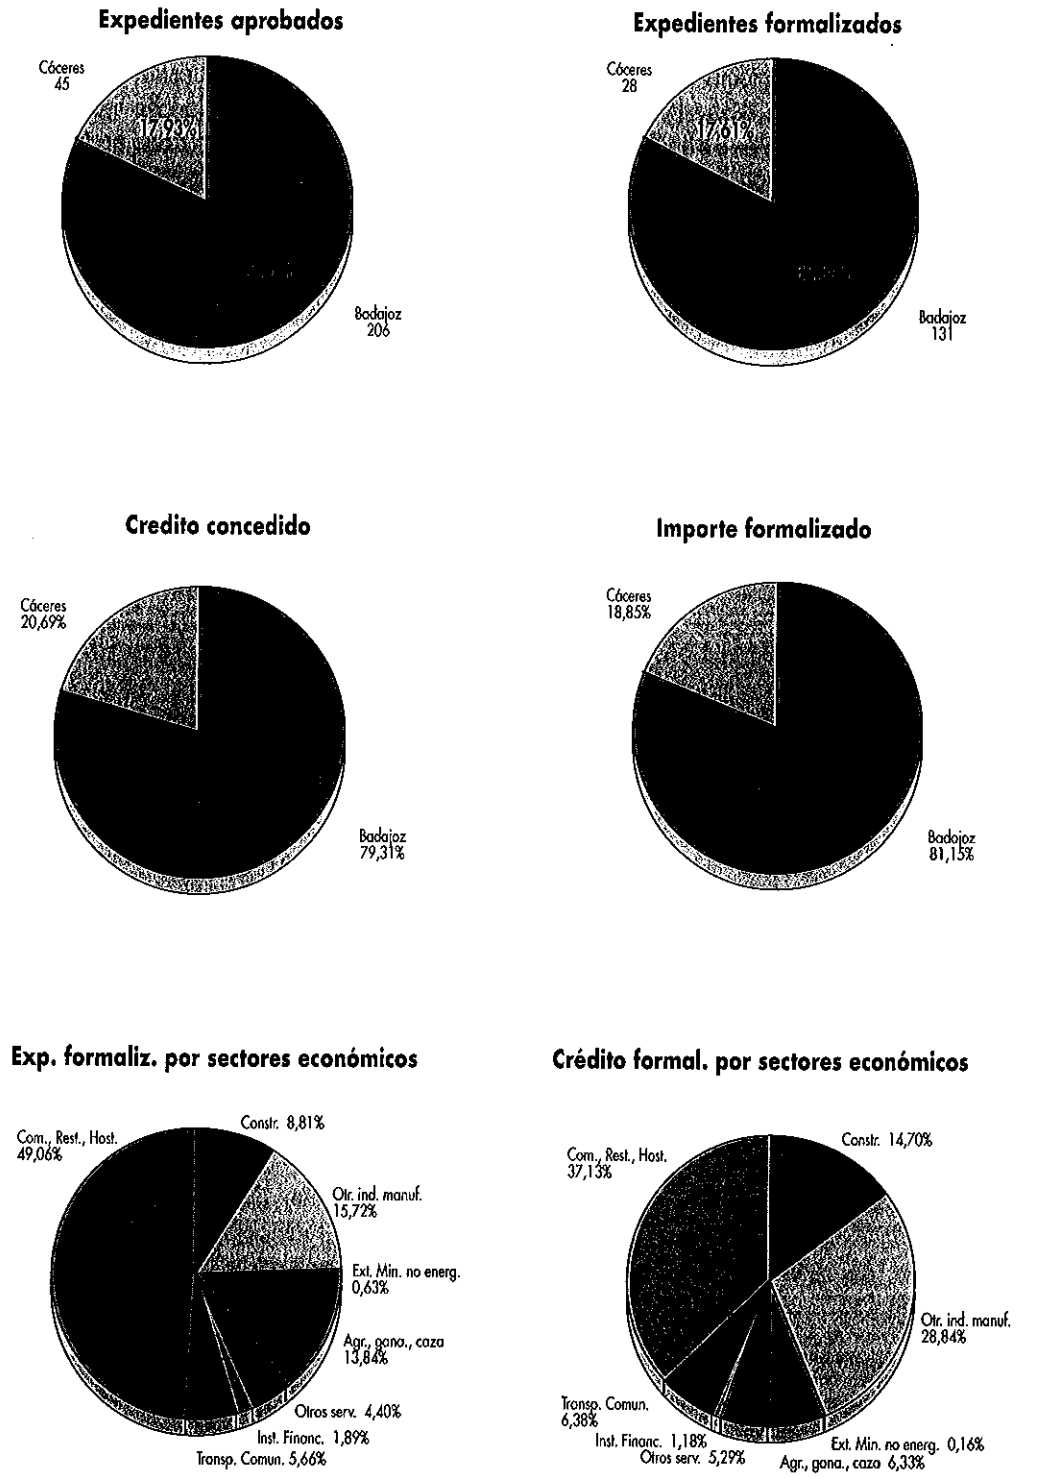 Expedientes aprobados
Cáceres
45
17,93%
Badajoz
206
Expedientes formalizados
Cáceres
28
17,61%
Badajoz
131
Credito concedido
Cáceres
20,69%
Badajoz
79,31%
Importe formalizado
Cáceres
18,85%
Badajoz
81,15%
Exp. formaliz. por sectores económicos
Com., Rest., Host.
49,06%
Constr. 8,81%
Otr. ind. manuf.
15,72%
Ext. Min. no energ.
0,63%
Agr., gana., caza
13,84%
Otros serv. 4,40%
Inst. Financ. 1,89%
Transp. Comun. 5,66%
Crédito formal. por sectores económicos
Com., Rest., Host.
37,13%
Constr. 14,70%
Otr. ind. manuf.
28,84%
Transp. Comun.
6,38%
Inst. Financ. 1,18%
Otros serv. 5,29%
Ext. Min. no energ. 0,16%
Agr., gana., caza 6,33%